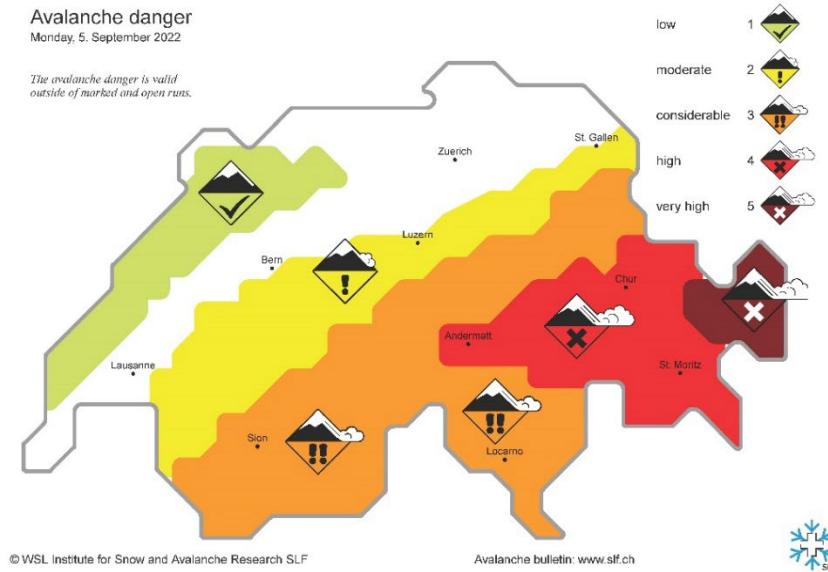 Avalanche danger
Monday, 5. September 2022
The avalanche danger is valid
outside of marked and open runs.
low 1
moderate 2
considerable 3
high 4
very high 5
St. Gallen
Zuerich
Luzern
Bern
Chur
Andermatt
Lausanne
St. Moritz
Sion
Locarno
© WSL Institute for Snow and Avalanche Research SLF
Avalanche bulletin: www.slf.ch